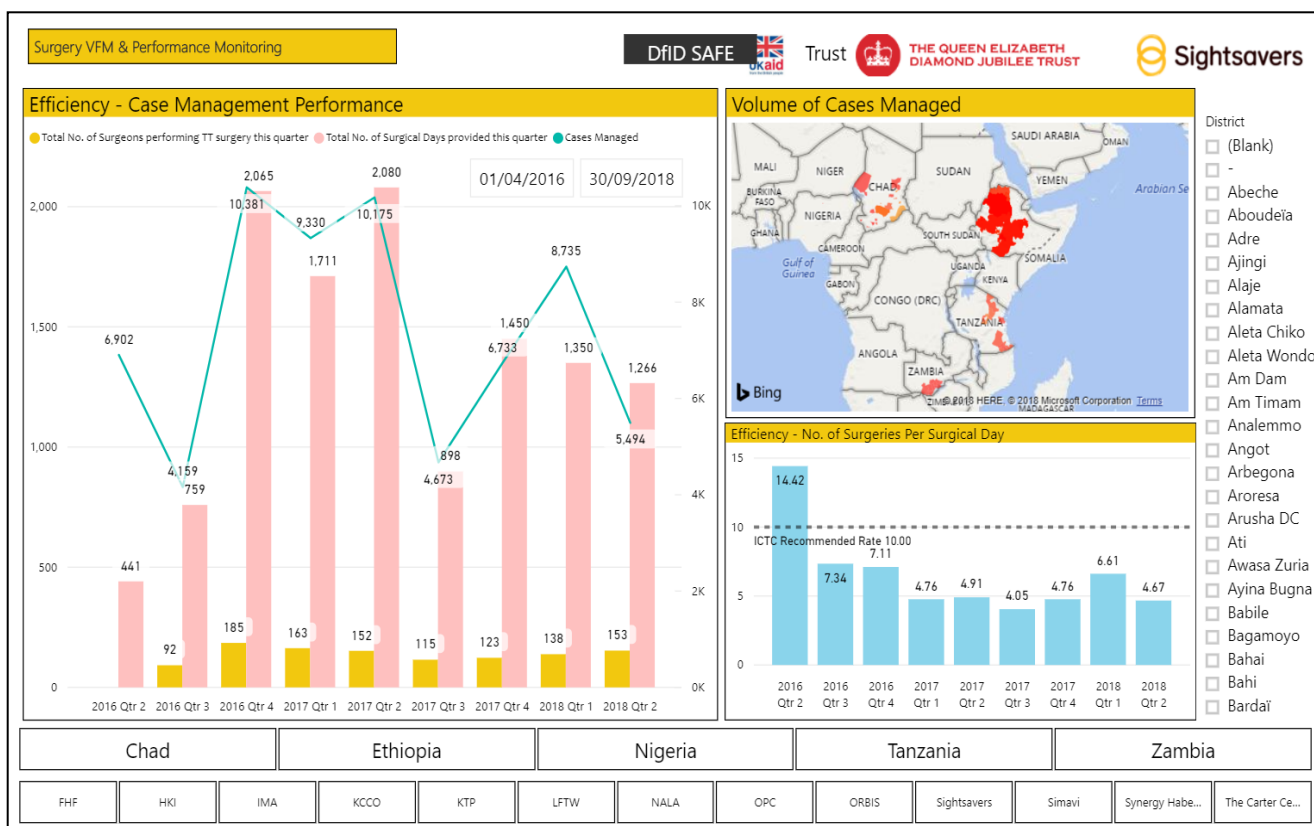 Surgery VFM & Performance Monitoring
DfID SAFE
ukaid
Trust
THE QUEEN ELIZABETH
DIAMOND JUBILEE TRUST
Sightsavers
Efficiency - Case Management Performance
Total No. of Surgeons performing TT surgery this quarter Total No. of Surgical Days provided this quarter Cases Managed
01/04/2016 30/09/2018
2,000
1,500
1,000
500
0
10K
8K
6K
4K
2K
0K
6,902
4,159
10,381
9,330
10,175
4,673
6,733
8,735
5,494
441
759
2,065
1,711
2,080
898
1,450
1,350
1,266
92
185
163
152
115
123
138
153
2016 Qtr 2 2016 Qtr 3 2016 Qtr 4 2017 Qtr 1 2017 Qtr 2 2017 Qtr 3 2017 Qtr 4 2018 Qtr 1 2018 Qtr 2
Volume of Cases Managed
SAUDI ARABIA
OMAN
MALI
NIGER
CHAD
SUDAN
YEMEN
Arabian Se
BURKINA
FASO
NIGERIA
GHANA
SOUTH SUDAN
CAMEROON
SOMALIA
Gulf of
Guinea
UGANDA
KENYA
GABON
CONGO (DRC)
TANZANIA
ANGOLA
ZAMBIA
MADAGASCAR
Bing
© 2018 HERE, © 2018 Microsoft Corporation Terms
Efficiency - No. of Surgeries Per Surgical Day
15
10
5
0
ICTC Recommended Rate 10.00
14.42
7.34
7.11
4.76
4.91
4.05
4.76
6.61
4.67
2016 2016 2016 2017 2017 2017 2017 2018 2018
Qtr 2 Qtr 3 Qtr 4 Qtr 1 Qtr 2 Qtr 3 Qtr 4 Qtr 1 Qtr 2
District
(Blank)
-
Abeche
Aboudeïa
Adre
Ajingi
Alaje
Alamata
Aleta Chiko
Aleta Wondo
Am Dam
Am Timam
Analemmo
Angot
Arbegona
Aroresa
Arusha DC
Ati
Awasa Zuria
Ayina Bugna
Babile
Bagamoyo
Bahai
Bahi
Bardaï
Chad Ethiopia Nigeria Tanzania Zambia
FHF HKI IMA KCCO KTP LFTW NALA OPC ORBIS Sightsavers Simavi Synergy Habe... The Carter Ce...